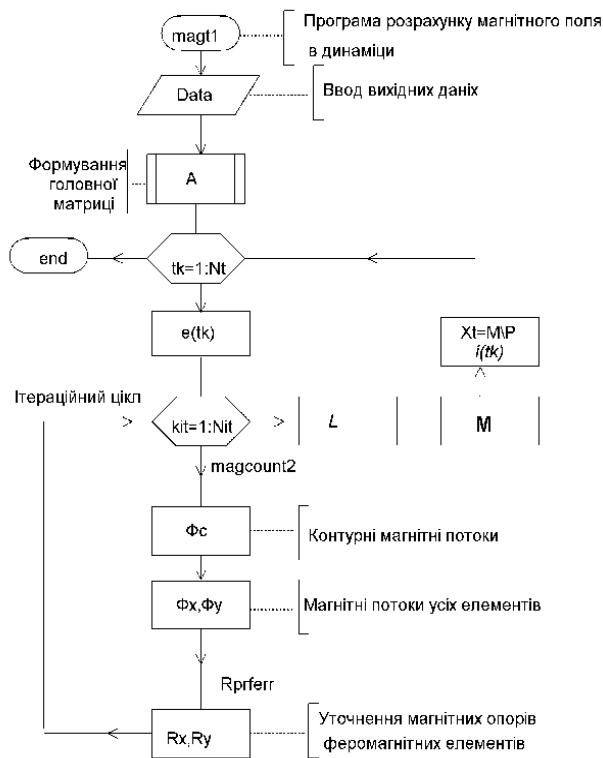 magt1
Програма розрахунку магнітного поля
в динаміци
Data
Ввод вихідних даніх
Формування
головної
матриці
A
end
tk=1:Nt
e(tk)
Xt=M\P
i(tk)
Ітераційний цикл
kit=1:Nit
L
M
magcount2
Фс
Контурні магнітні потоки
Фх,Фу
Магнітні потоки усіх елементів
Rprferr
Rx,Ry
Уточнення магнітних опорів
феромагнітних елементів